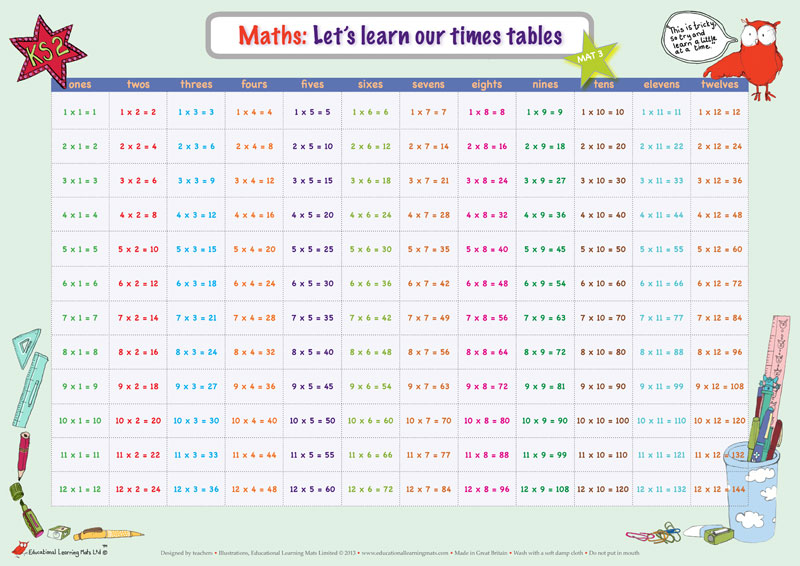 Maths: Let's learn our times tables
KS2
MAT 3
"This is tricky,
so try and
learn a little
at a time."
ones twos threes fours fives sixes sevens eights nines tens elevens twelves
1 x 1 = 1 1 x 2 = 2 1 x 3 = 3 1 x 4 = 4 1 x 5 = 5 1 x 6 = 6 1 x 7 = 7 1 x 8 = 8 1 x 9 = 9 1 x 10 = 10 1 x 11 = 11 1 x 12 = 12
2 x 1 = 2 2 x 2 = 4 2 x 3 = 6 2 x 4 = 8 2 x 5 = 10 2 x 6 = 12 2 x 7 = 14 2 x 8 = 16 2 x 9 = 18 2 x 10 = 20 2 x 11 = 22 2 x 12 = 24
3 x 1 = 3 3 x 2 = 6 3 x 3 = 9 3 x 4 = 12 3 x 5 = 15 3 x 6 = 18 3 x 7 = 21 3 x 8 = 24 3 x 9 = 27 3 x 10 = 30 3 x 11 = 33 3 x 12 = 36
4 x 1 = 4 4 x 2 = 8 4 x 3 = 12 4 x 4 = 16 4 x 5 = 20 4 x 6 = 24 4 x 7 = 28 4 x 8 = 32 4 x 9 = 36 4 x 10 = 40 4 x 11 = 44 4 x 12 = 48
5 x 1 = 5 5 x 2 = 10 5 x 3 = 15 5 x 4 = 20 5 x 5 = 25 5 x 6 = 30 5 x 7 = 35 5 x 8 = 40 5 x 9 = 45 5 x 10 = 50 5 x 11 = 55 5 x 12 = 60
6 x 1 = 6 6 x 2 = 12 6 x 3 = 18 6 x 4 = 24 6 x 5 = 30 6 x 6 = 36 6 x 7 = 42 6 x 8 = 48 6 x 9 = 54 6 x 10 = 60 6 x 11 = 66 6 x 12 = 72
7 x 1 = 7 7 x 2 = 14 7 x 3 = 21 7 x 4 = 28 7 x 5 = 35 7 x 6 = 42 7 x 7 = 49 7 x 8 = 56 7 x 9 = 63 7 x 10 = 70 7 x 11 = 77 7 x 12 = 84
8 x 1 = 8 8 x 2 = 16 8 x 3 = 24 8 x 4 = 32 8 x 5 = 40 8 x 6 = 48 8 x 7 = 56 8 x 8 = 64 8 x 9 = 72 8 x 10 = 80 8 x 11 = 88 8 x 12 = 96
9 x 1 = 9 9 x 2 = 18 9 x 3 = 27 9 x 4 = 36 9 x 5 = 45 9 x 6 = 54 9 x 7 = 63 9 x 8 = 72 9 x 9 = 81 9 x 10 = 90 9 x 11 = 99 9 x 12 = 108
10 x 1 = 10 10 x 2 = 20 10 x 3 = 30 10 x 4 = 40 10 x 5 = 50 10 x 6 = 60 10 x 7 = 70 10 x 8 = 80 10 x 9 = 90 10 x 10 = 100 10 x 11 = 110 10 x 12 = 120
11 x 1 = 11 11 x 2 = 22 11 x 3 = 33 11 x 4 = 44 11 x 5 = 55 11 x 6 = 66 11 x 7 = 77 11 x 8 = 88 11 x 9 = 99 11 x 10 = 110 11 x 11 = 121 11 x 12 = 132
12 x 1 = 12 12 x 2 = 24 12 x 3 = 36 12 x 4 = 48 12 x 5 = 60 12 x 6 = 72 12 x 7 = 84 12 x 8 = 96 12 x 9 = 108 12 x 10 = 120 12 x 11 = 132 12 x 12 = 144
Educational Learning Mats Ltd © ™
Designed by teachers • Illustrations, Educational Learning Mats Limited © 2013 • www.educationallearningmats.com • Made in Great Britain • Wash with a soft damp cloth • Do not put in mouth